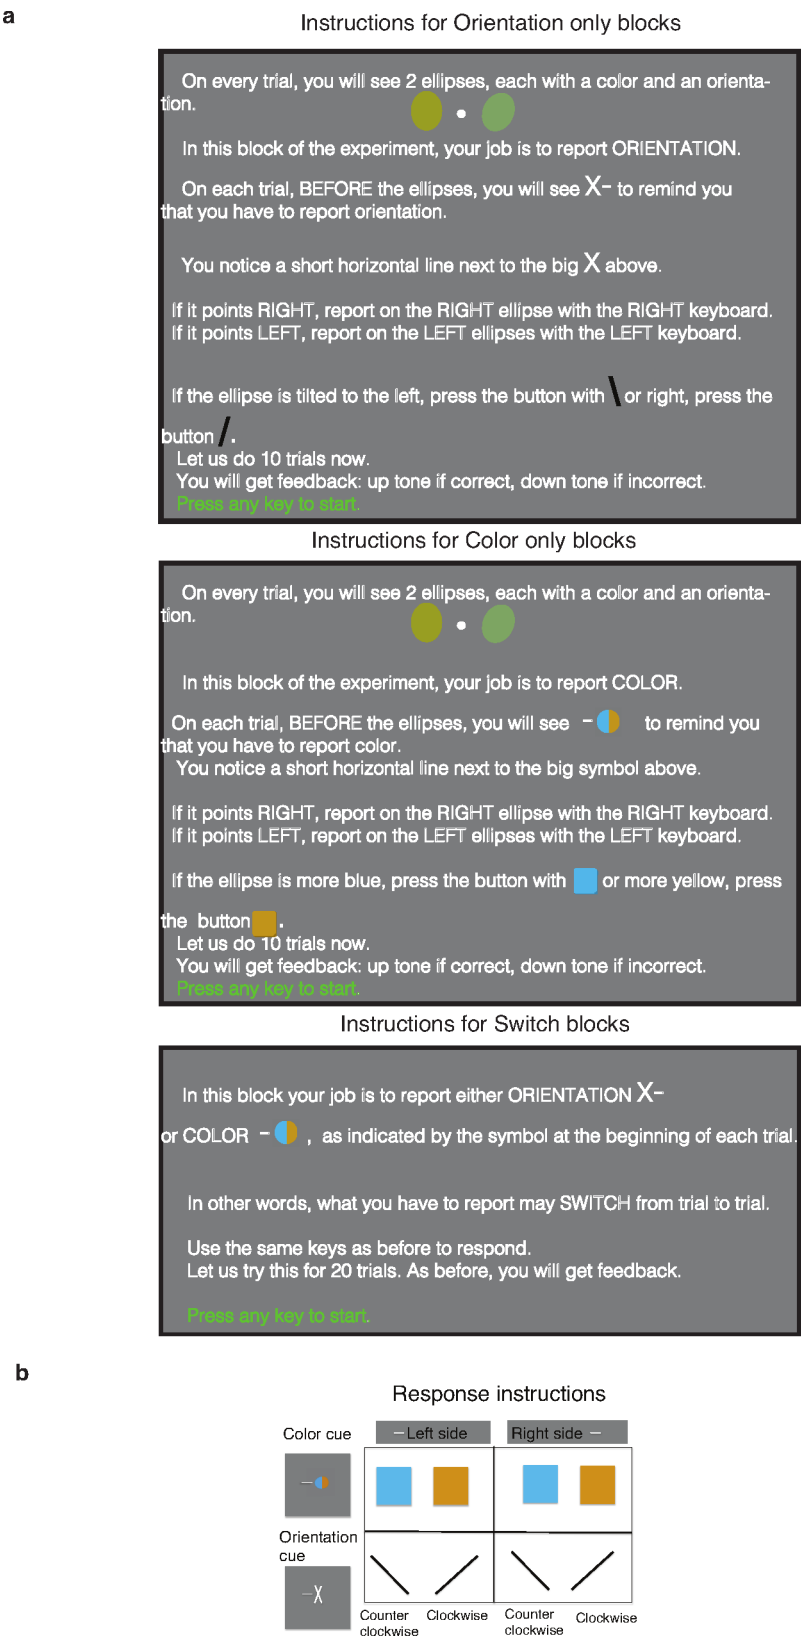 a
Instructions for Orientation only blocks
On every trial, you will see 2 ellipses, each with a color and an orienta-
tion.
In this block of the experiment, your job is to report ORIENTATION.
On each trial, BEFORE the ellipses, you will see X- to remind you
that you have to report orientation.
You notice a short horizontal line next to the big X above.
If it points RIGHT, report on the RIGHT ellipse with the RIGHT keyboard.
If it points LEFT, report on the LEFT ellipses with the LEFT keyboard.
If the ellipse is tilted to the left, press the button with \ or right, press the
button /.
Let us do 10 trials now.
You will get feedback: up tone if correct, down tone if incorrect.
Press any key to start.
Instructions for Color only blocks
On every trial, you will see 2 ellipses, each with a color and an orienta-
tion.
In this block of the experiment, your job is to report COLOR.
On each trial, BEFORE the ellipses, you will see - to remind you
that you have to report color.
You notice a short horizontal line next to the big symbol above.
If it points RIGHT, report on the RIGHT ellipse with the RIGHT keyboard.
If it points LEFT, report on the LEFT ellipses with the LEFT keyboard.
If the ellipse is more blue, press the button with or more yellow, press
the button .
Let us do 10 trials now.
You will get feedback: up tone if correct, down tone if incorrect.
Press any key to start.
Instructions for Switch blocks
In this block your job is to report either ORIENTATION X-
or COLOR - , as indicated by the symbol at the beginning of each trial.
In other words, what you have to report may SWITCH from trial to trial.
Use the same keys as before to respond.
Let us try this for 20 trials. As before, you will get feedback.
Press any key to start.
b
Response instructions
Color cue
–Left side
Right side –
Orientation
cue
–X
Counter
clockwise
Clockwise
Counter
clockwise
Clockwise